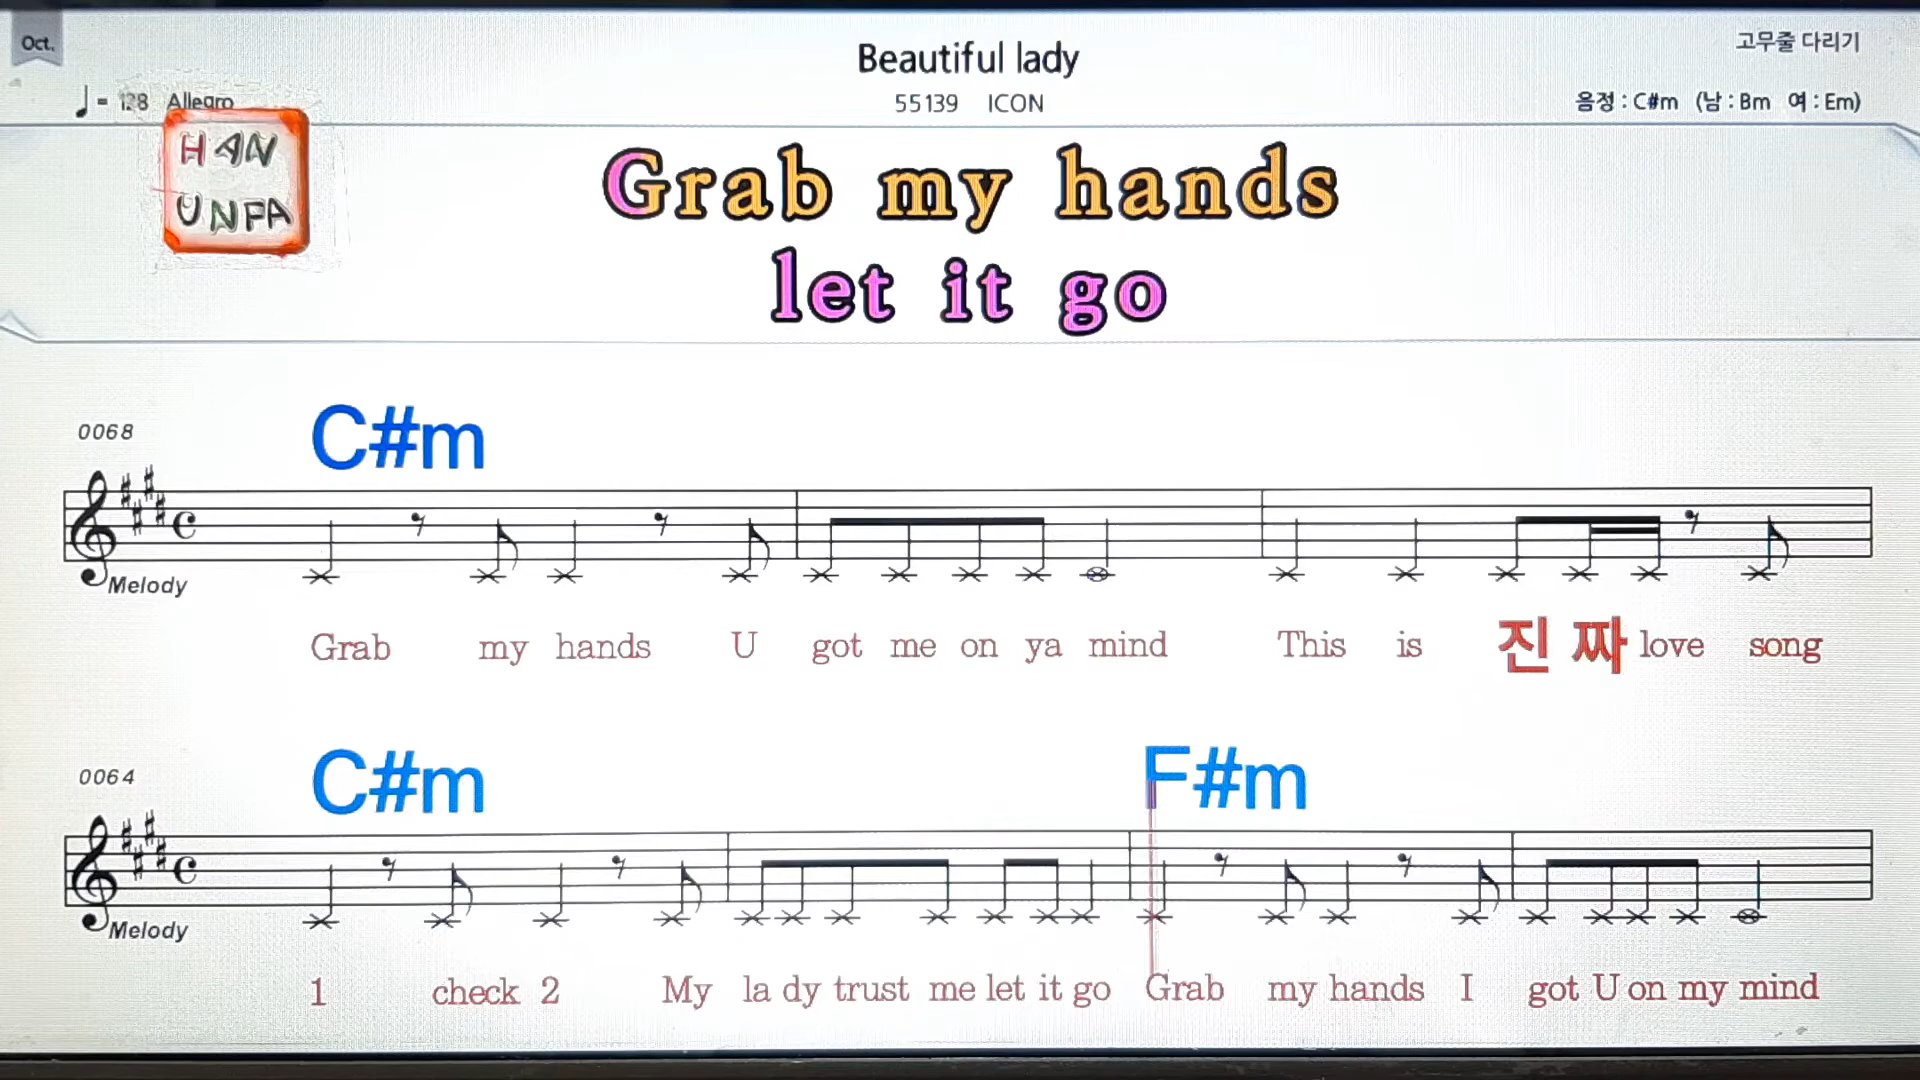 Oct.
Beautiful lady
고무줄 다리기
♩ = 128 Allegro
55139 ICON
음정 : C#m (남 : Bm 여 : Em)
HAN
UNPA
Grab my hands
let it go
0068
C#m
Melody
Grab my hands U got me on ya mind This is 진 짜 love song
0064
C#m F#m
Melody
1 check 2 My la dy trust me let it go Grab my hands I got U on my mind